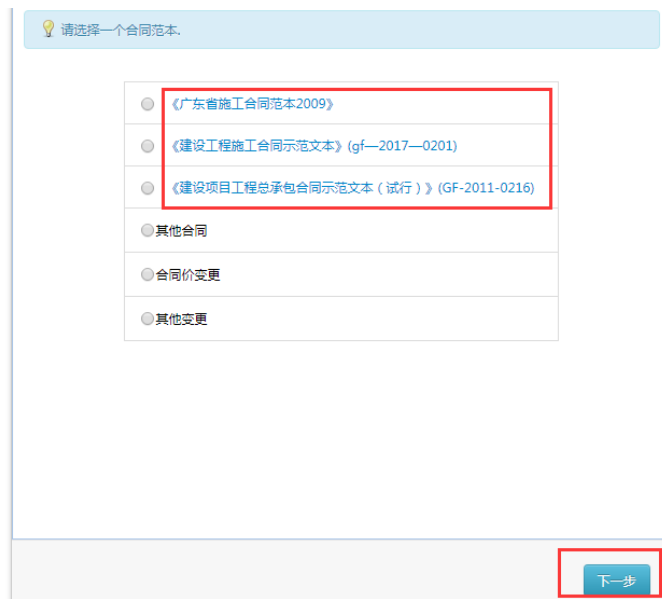 请选择一个合同范本.
《广东省施工合同范本2009》
《建设工程施工合同示范文本》(gf—2017—0201)
《建设项目工程总承包合同示范文本（试行）》(GF-2011-0216)
其他合同
合同价变更
其他变更
下一步